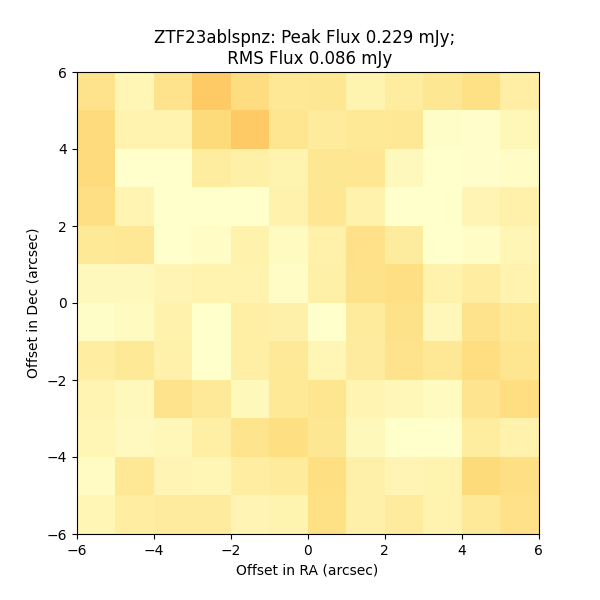 ZTF23ablspnz: Peak Flux 0.229 mJy;
RMS Flux 0.086 mJy
6
4
2
0
−2
−4
−6
Offset in Dec (arcsec)
−6 −4 −2 0 2 4 6
Offset in RA (arcsec)